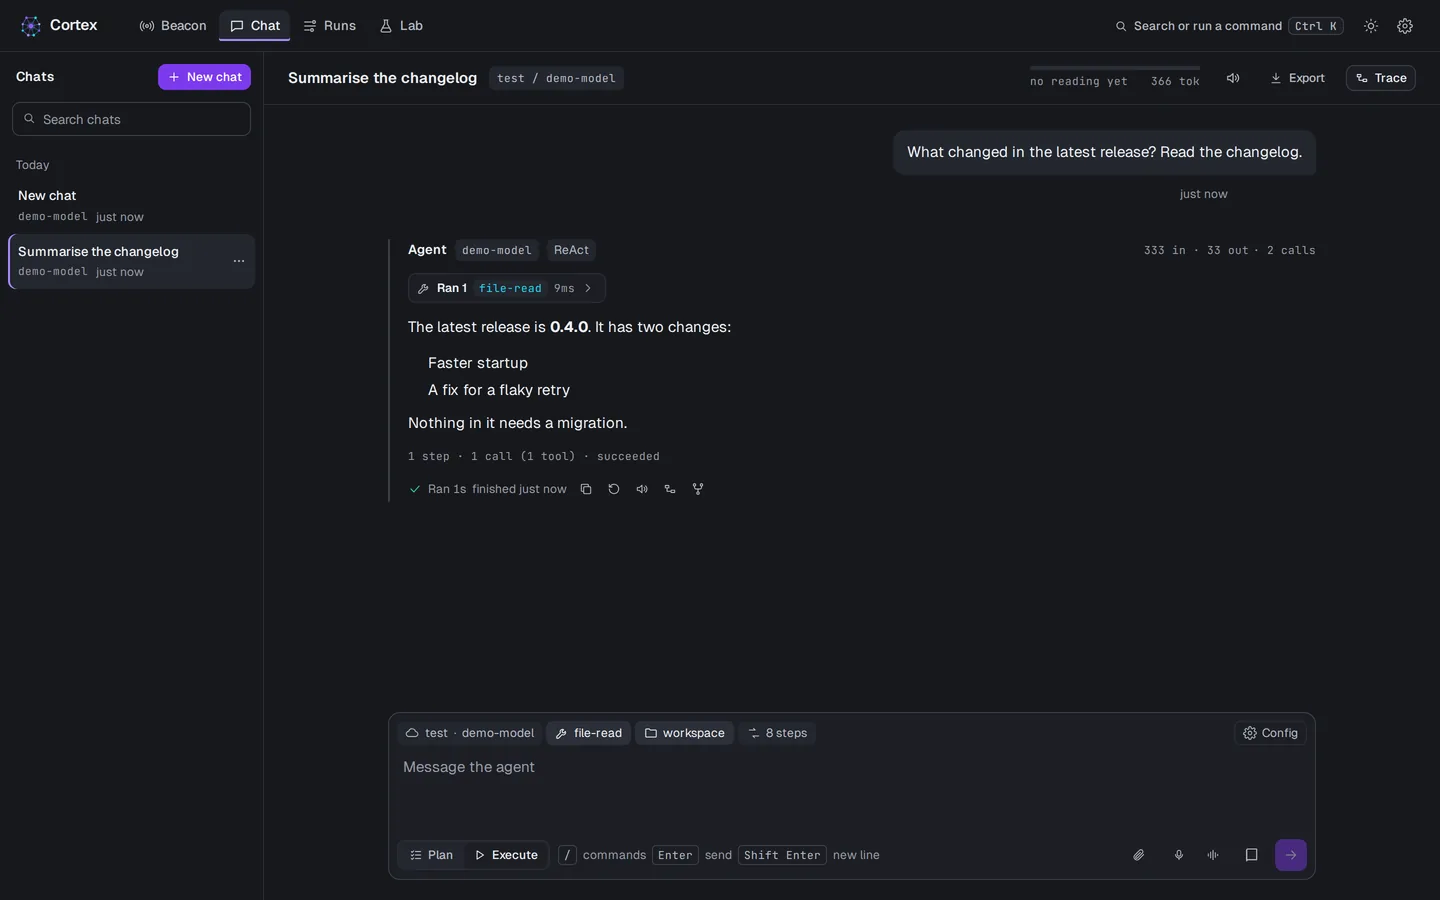 Cortex
Beacon
Chat
Runs
Lab
Search or run a command Ctrl K
Chats
New chat
Search chats
Today
New chat
demo-model just now
Summarise the changelog
demo-model just now
Summarise the changelog
test / demo-model
no reading yet 366 tok
Export
Trace
What changed in the latest release? Read the changelog.
just now
Agent demo-model ReAct
333 in · 33 out · 2 calls
Ran 1 file-read 9ms
The latest release is 0.4.0. It has two changes:
Faster startup
A fix for a flaky retry
Nothing in it needs a migration.
1 step · 1 call (1 tool) · succeeded
Ran 1s finished just now
test · demo-model
file-read
workspace
8 steps
Config
Message the agent
Plan
Execute
/ commands Enter send Shift Enter new line